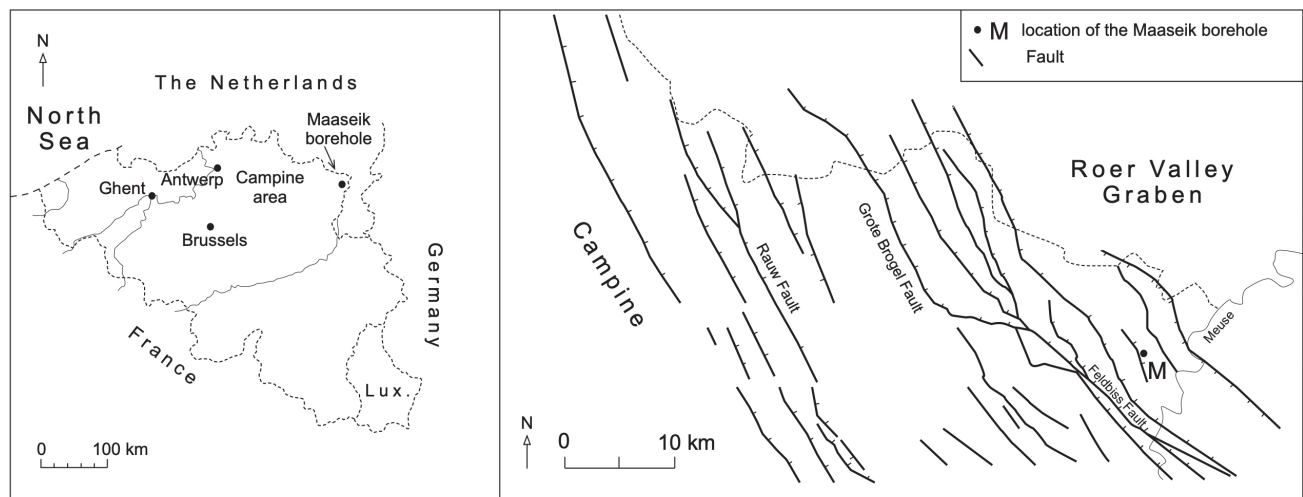 N
The Netherlands
North
Sea
Maaseik
borehole
Ghent
Antwerp
Campine
area
Brussels
Germany
France
Lux.
0 100 km
M location of the Maaseik borehole
Fault
Roer Valley
Graben
Campine
Rauw Fault
Grote Brogel Fault
Feldbiss Fault
Meuse
M
N
0 10 km